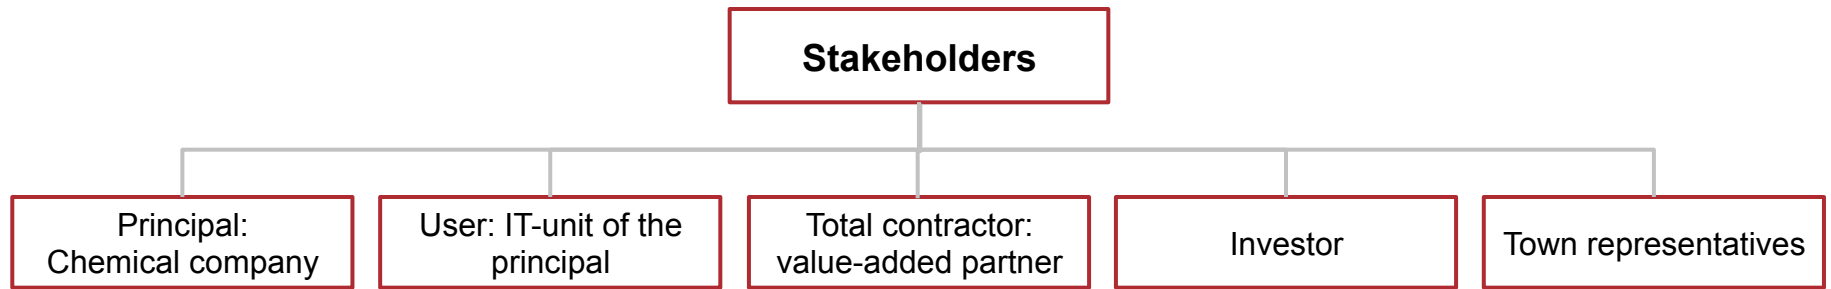 Stakeholders
Principal:
Chemical company
User: IT-unit of the
principal
Total contractor:
value-added partner
Investor
Town representatives